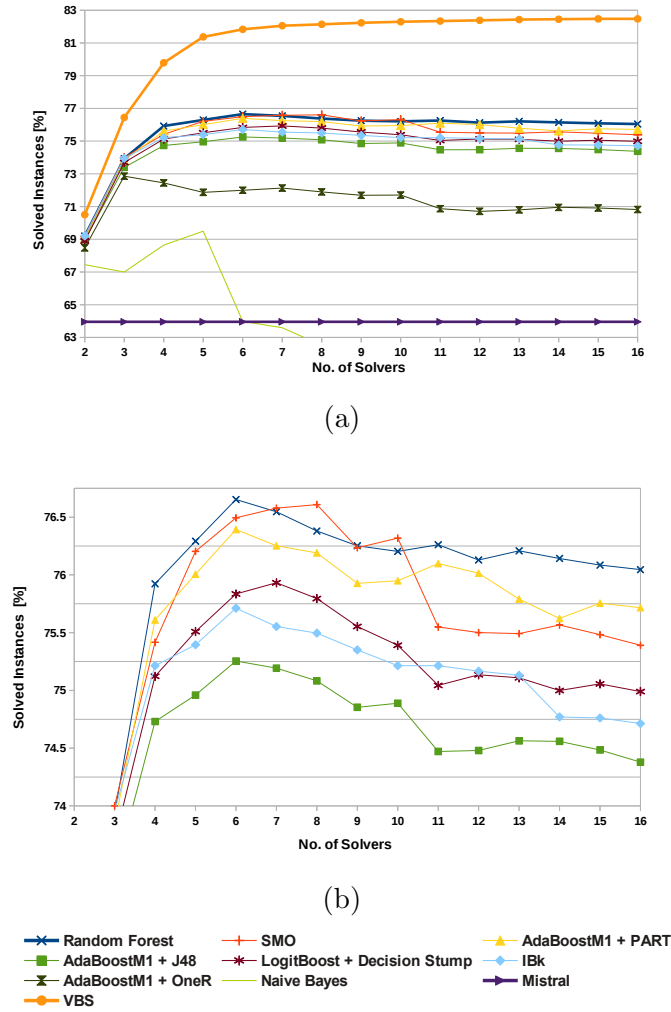 83
81
79
77
75
73
71
69
67
65
63
Solved Instances [%]
2 3 4 5 6 7 8 9 10 11 12 13 14 15 16
No. of Solvers
(a)
76.5
76
75.5
75
74.5
74
Solved Instances [%]
2 3 4 5 6 7 8 9 10 11 12 13 14 15 16
No. of Solvers
(b)
Random Forest SMO AdaBoostM1 + PART
AdaBoostM1 + J48 LogitBoost + Decision Stump IBk
AdaBoostM1 + OneR Naive Bayes Mistral
VBS